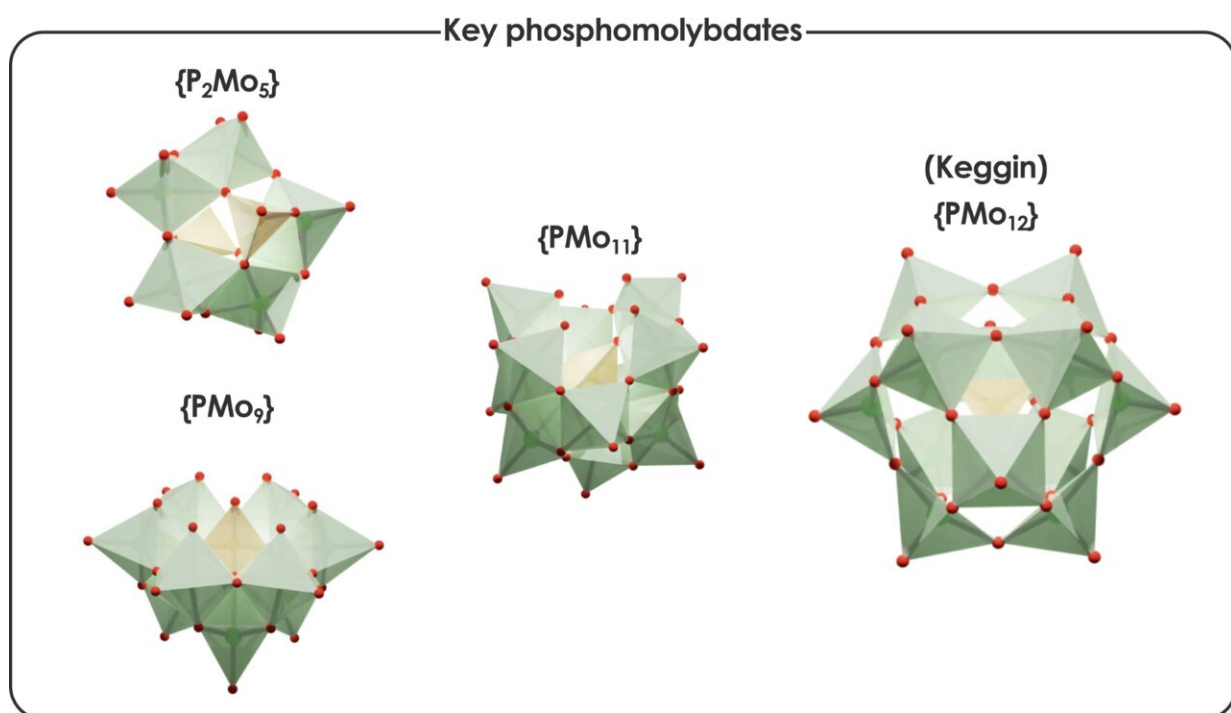 Key phosphomolybdates
{P₂Mo₅}
(Keggin)
{PMo₁₂}
{PMo₁₁}
{PMo₉}